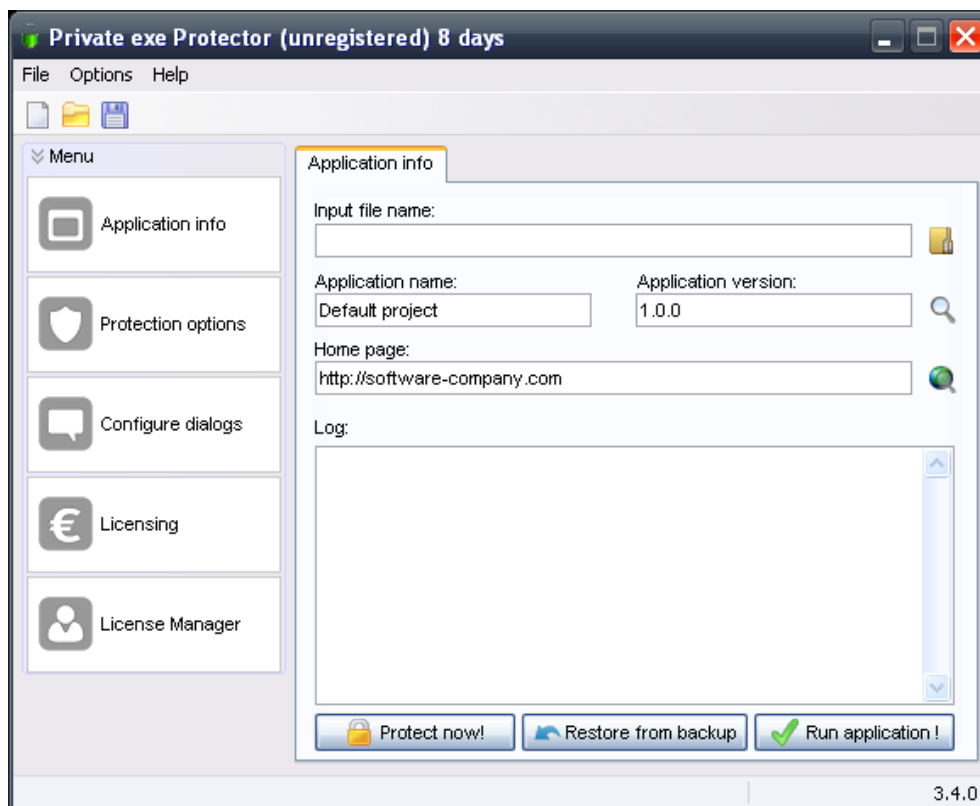 Private exe Protector (unregistered) 8 days
File Options Help
Menu
Application info
Protection options
Configure dialogs
€ Licensing
License Manager
Application info
Input file name:
Application name: Application version:
Default project 1.0.0
Home page:
http://software-company.com
Log:
Protect now! Restore from backup Run application !
3.4.0